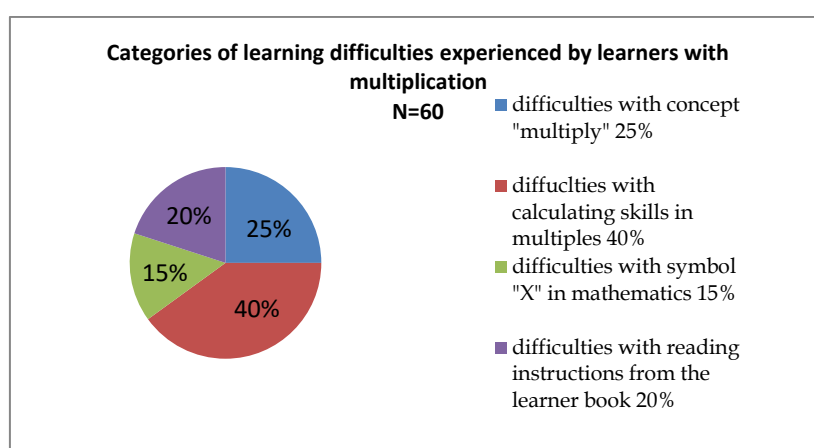 Categories of learning difficulties experienced by learners with
multiplication
N=60
difficulties with concept
"multiply" 25%
diffuclties with
calculating skills in
multiples 40%
difficulties with symbol
"X" in mathematics 15%
difficulties with reading
instructions from the
learner book 20%
20%
25%
15%
40%